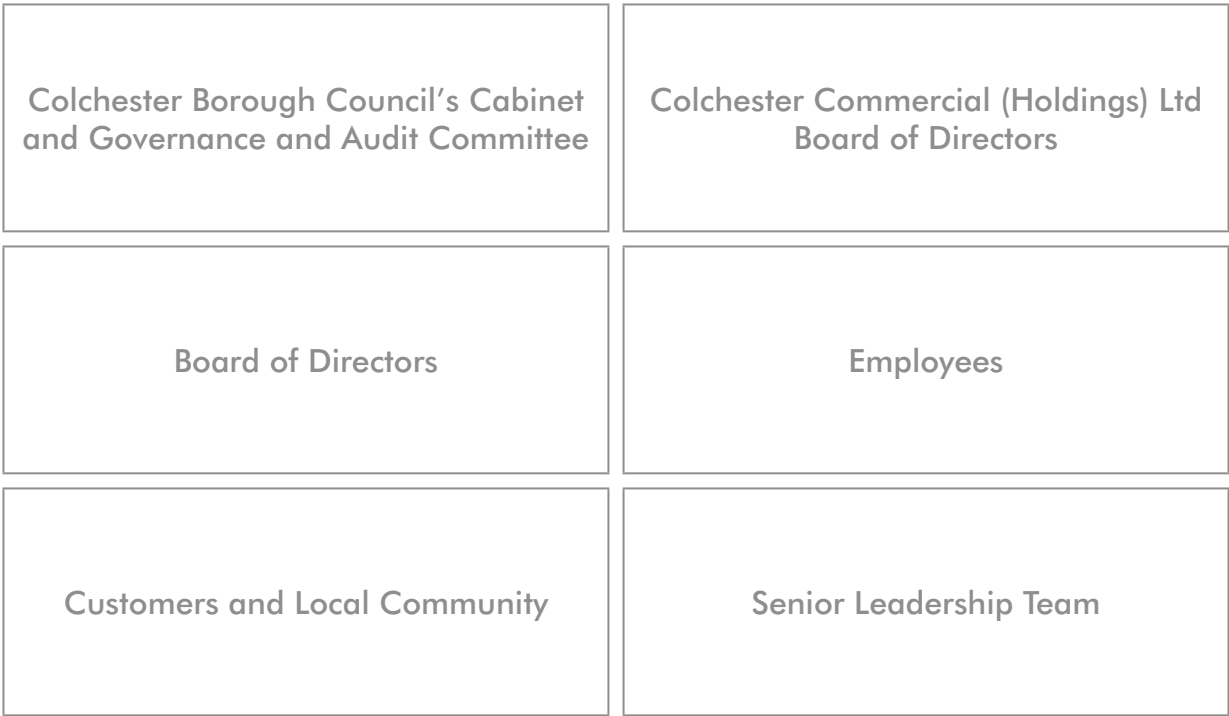 Colchester Borough Council’s Cabinet
and Governance and Audit Committee
Colchester Commercial (Holdings) Ltd
Board of Directors
Board of Directors
Employees
Customers and Local Community
Senior Leadership Team